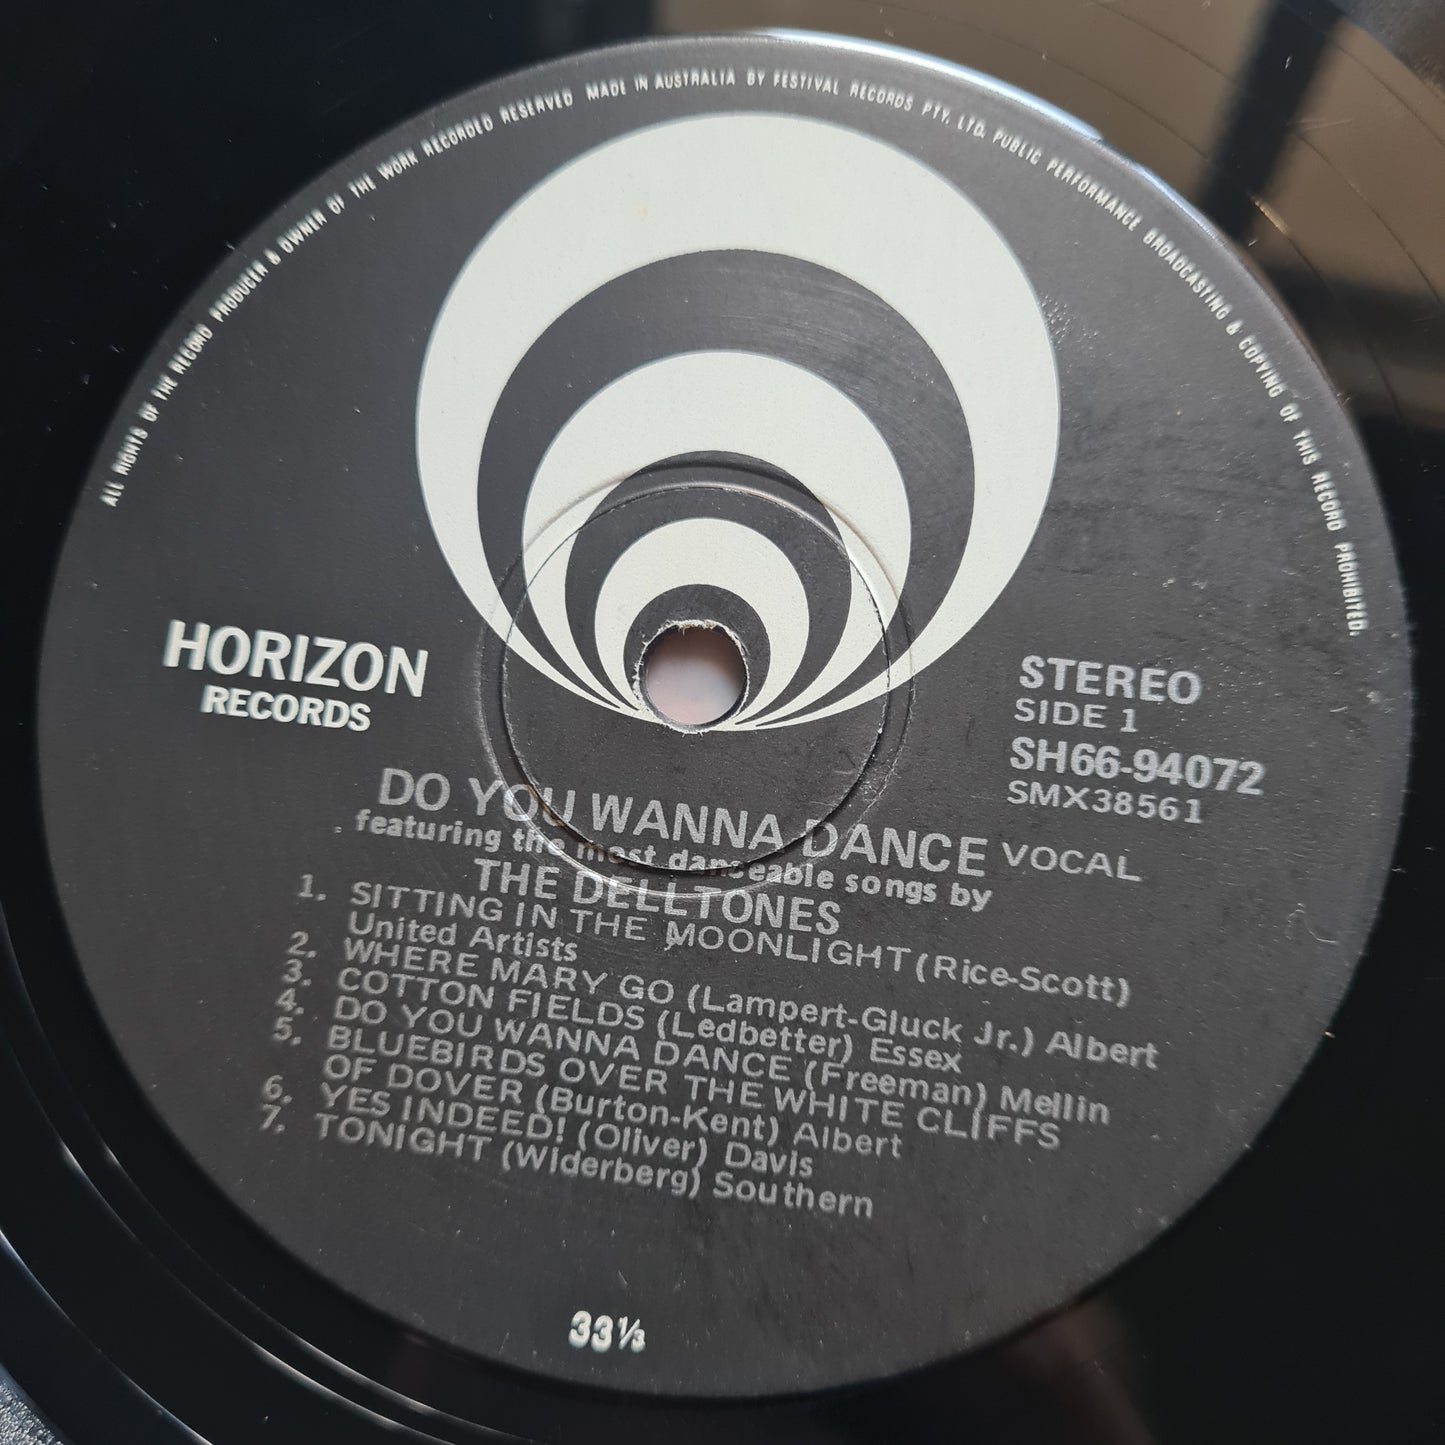 ALL RIGHTS OF THE RECORD PRODUCER & OWNER OF THE WORK RECORDED RESERVED MADE IN AUSTRALIA BY FESTIVAL RECORDS PTY. LTD. PUBLIC PERFORMANCE BROADCASTING & COPYING OF THIS RECORD PROHIBITED.
HORIZON
RECORDS
STEREO
SIDE 1
SH66-94072
SMX38561
DO YOU WANNA DANCE VOCAL
featuring the most danceable songs by
THE DELLTONES
1. SITTING IN THE MOONLIGHT (Rice-Scott)
United Artists
2. WHERE MARY GO (Lampert-Gluck Jr.) Albert
3. COTTON FIELDS (Ledbetter) Essex
4. DO YOU WANNA DANCE (Freeman) Mellin
5. BLUEBIRDS OVER THE WHITE CLIFFS
OF DOVER (Burton-Kent) Albert
6. YES INDEED! (Oliver) Davis
7. TONIGHT (Widerberg) Southern
33⅓